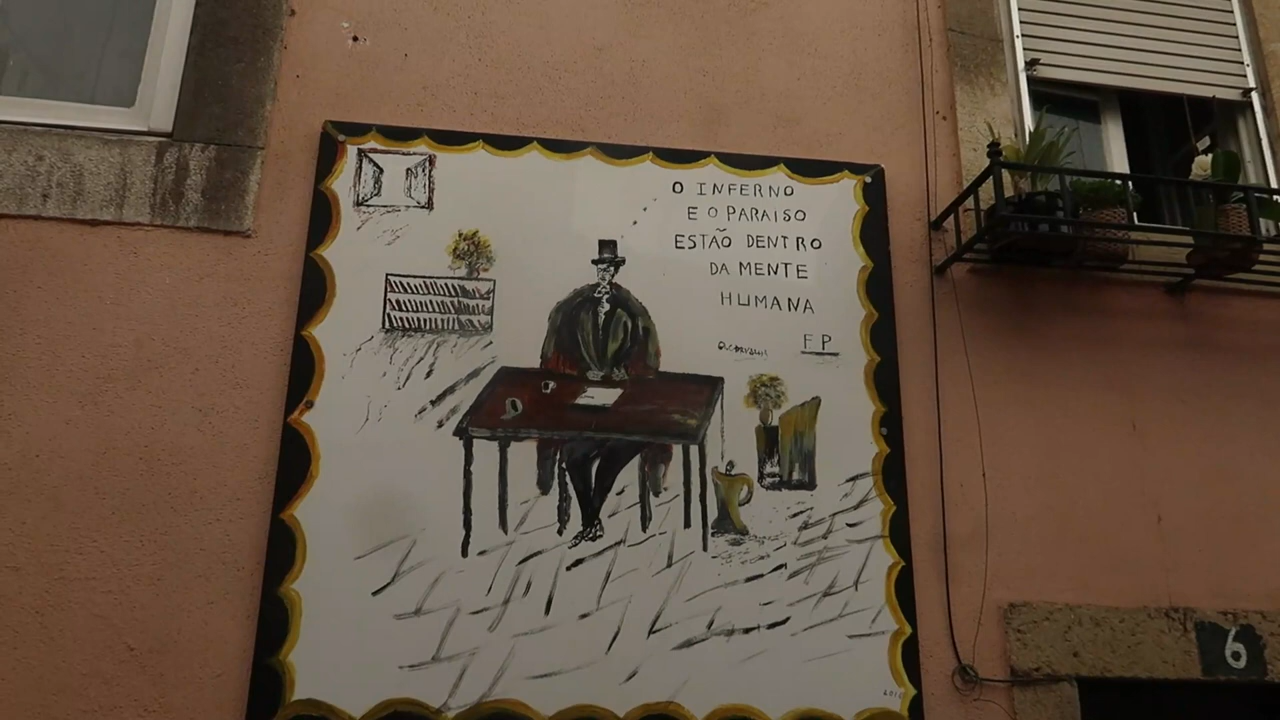 O INFERNO
E O PARAISO
ESTÃO DENTRO
DA MENTE
HUMANA
FP
6